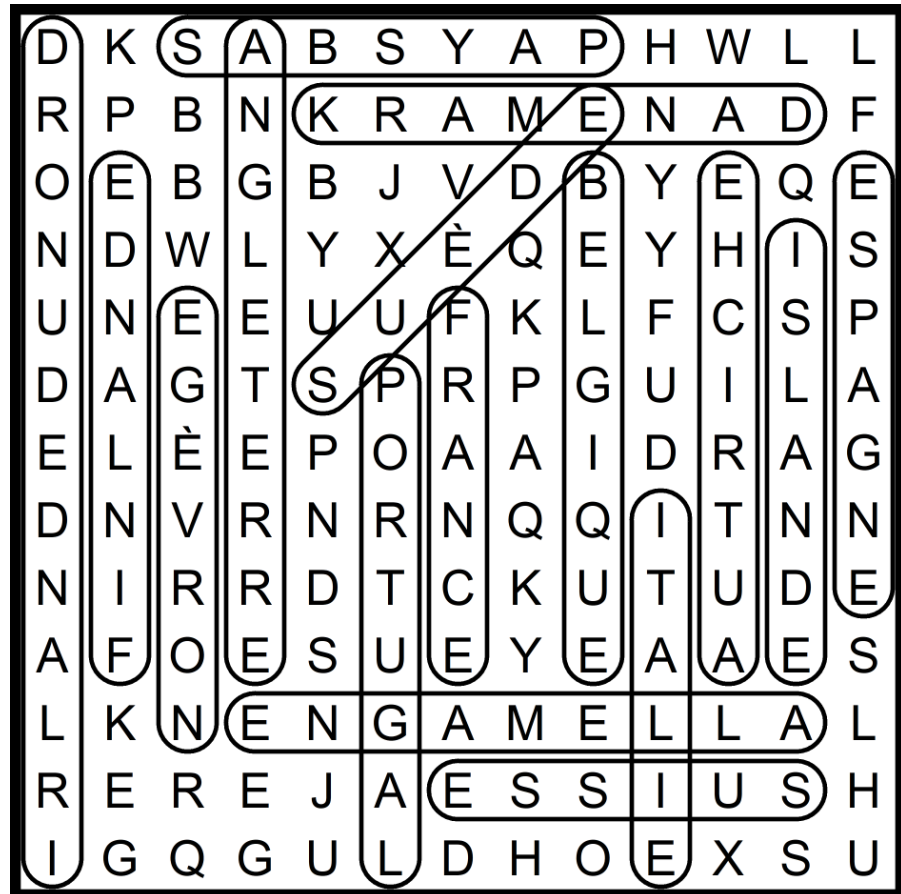 D K S A B S Y A P H W L L
R P B N K R A M E N A D F
O E B G B J V D B Y E Q E
N D W L Y X È Q E Y H I S
U N E E U U F K L F C S P
D A G T S P R P G U I L A
E L È E P O A A I D R A G
D N V R N R N Q Q I T N N
N I R R D T C K U T U D E
A F O E S U E Y E A A E S
L K N E N G A M E L L A L
R E R E J A E S S I U S H
I G Q G U L D H O E X S U